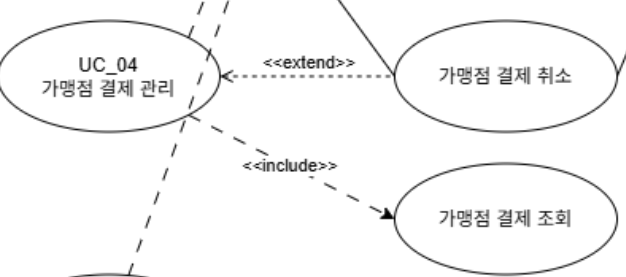 UC_04
가맹점 결제 관리
<<extend>>
가맹점 결제 취소
<<include>>
가맹점 결제 조회